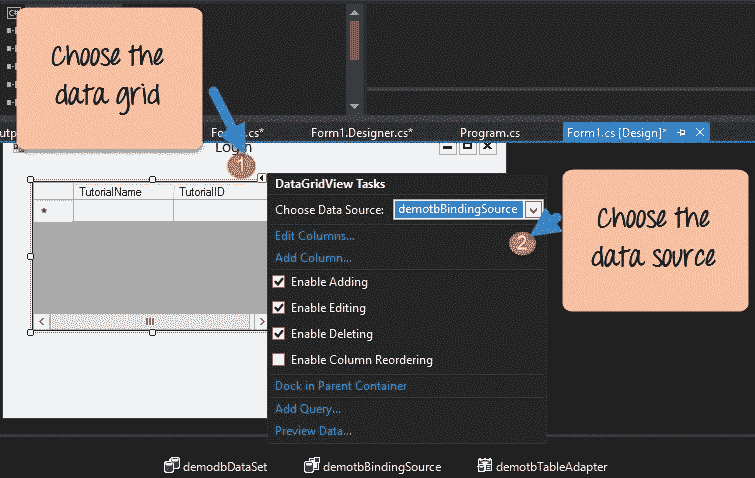 Choose the
data grid
Form1.cs*
Form1.Designer.cs*
Program.cs
Form1.cs [Design]*
Login
1
TutorialName
TutorialID
*
DataGridView Tasks
Choose Data Source:
demotbBindingSource
2
Choose the
data source
Edit Columns...
Add Column...
Enable Adding
Enable Editing
Enable Deleting
Enable Column Reordering
Dock in Parent Container
Add Query...
Preview Data...
demodbDataSet
demotbBindingSource
demotbTableAdapter